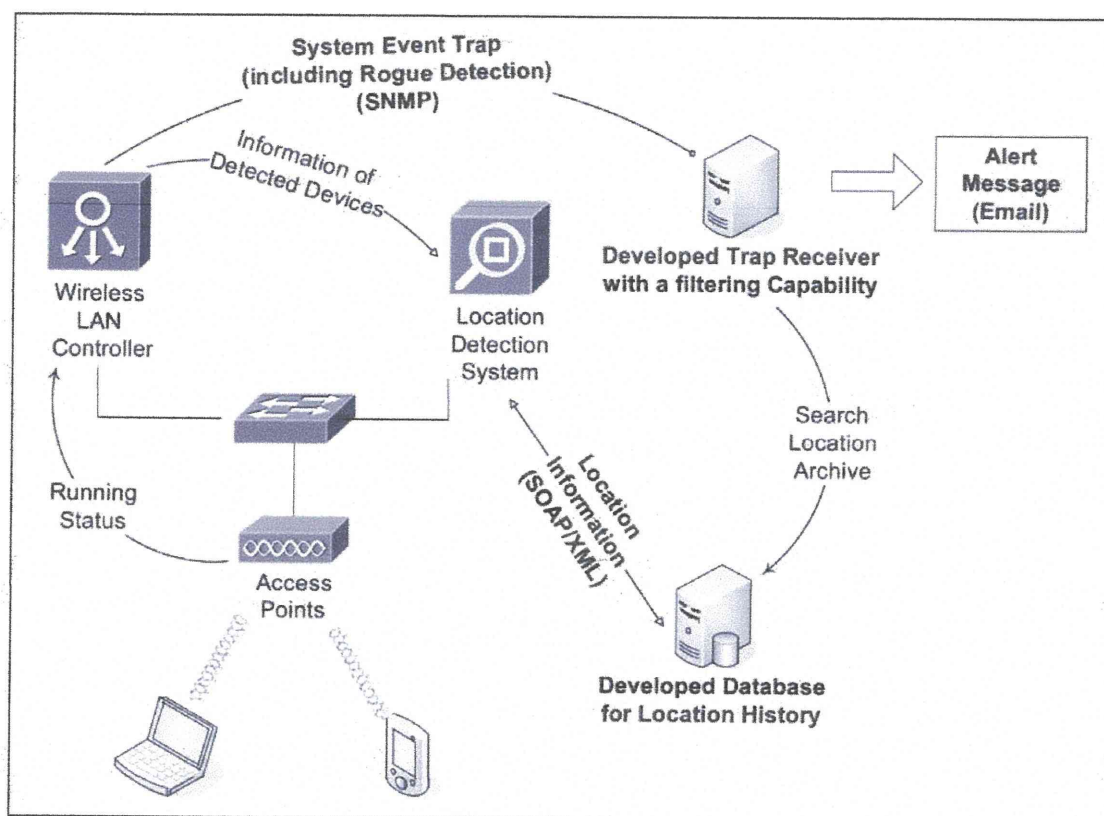 System Event Trap
(including Rogue Detection)
(SNMP)
Information of
Detected Devices
Alert
Message
(Email)
Developed Trap Receiver
with a filtering Capability
Wireless
LAN
Controller
Location
Detection
System
Search
Location
Archive
Running
Status
Location
Information
(SOAP/XML)
Access
Points
Developed Database
for Location History